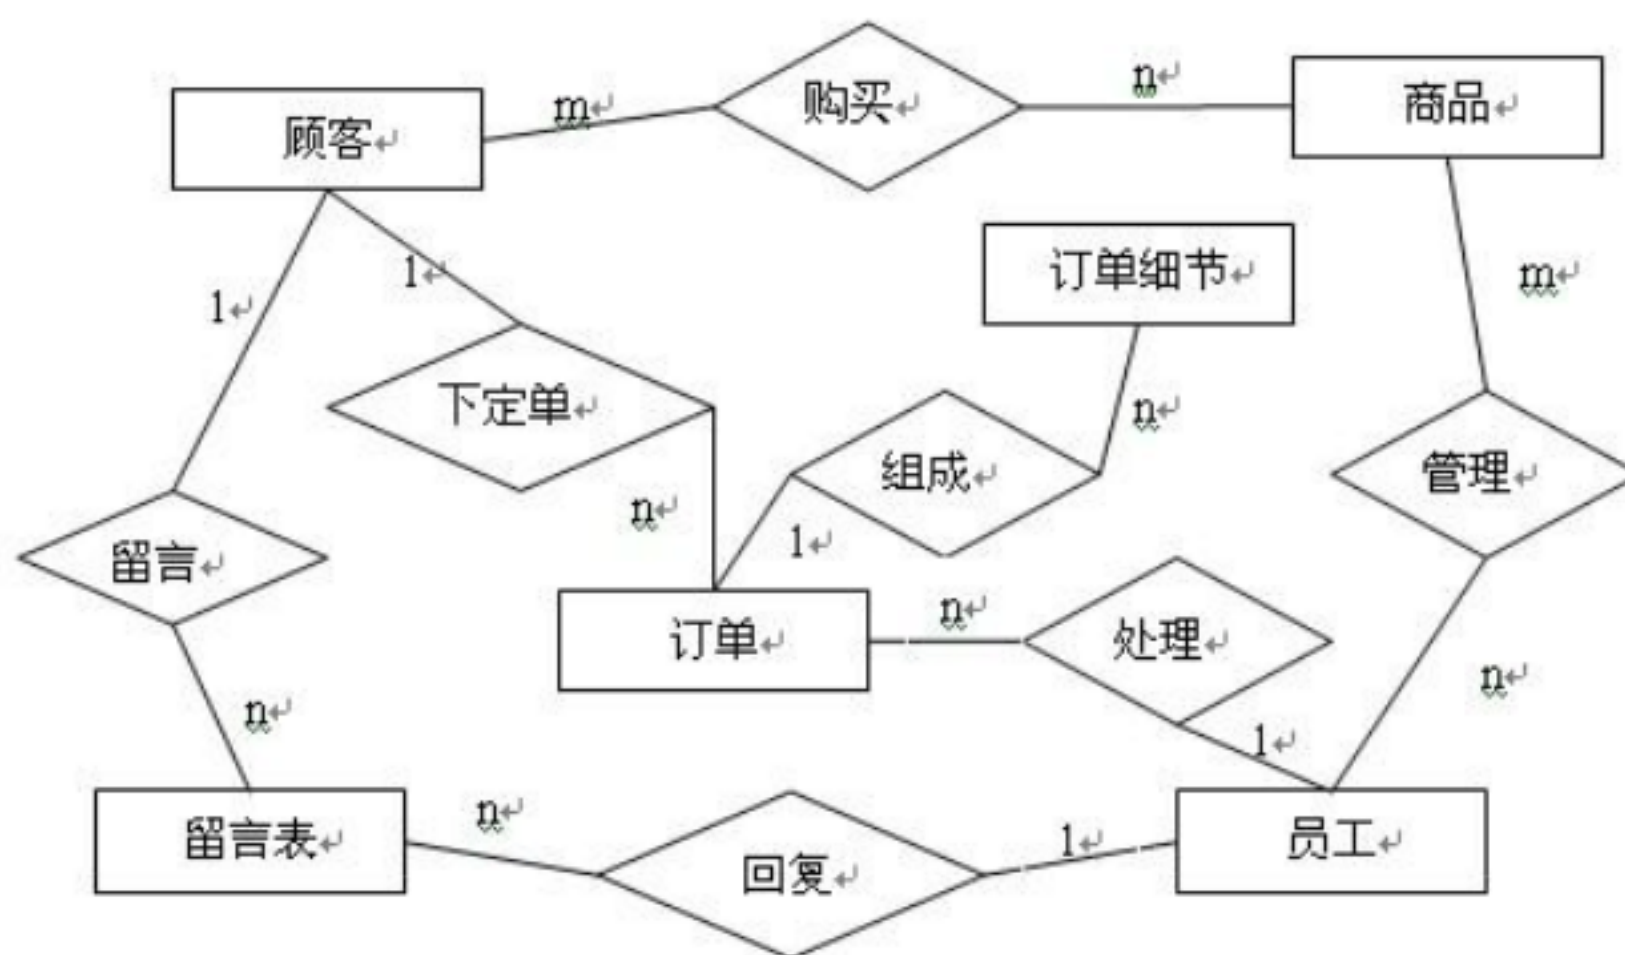 购买
n
商品
m
顾客
订单细节
1
1
m
下定单
n
组成
管理
n
1
留言
n
订单
处理
n
n
1
留言表
n
回复
1
员工